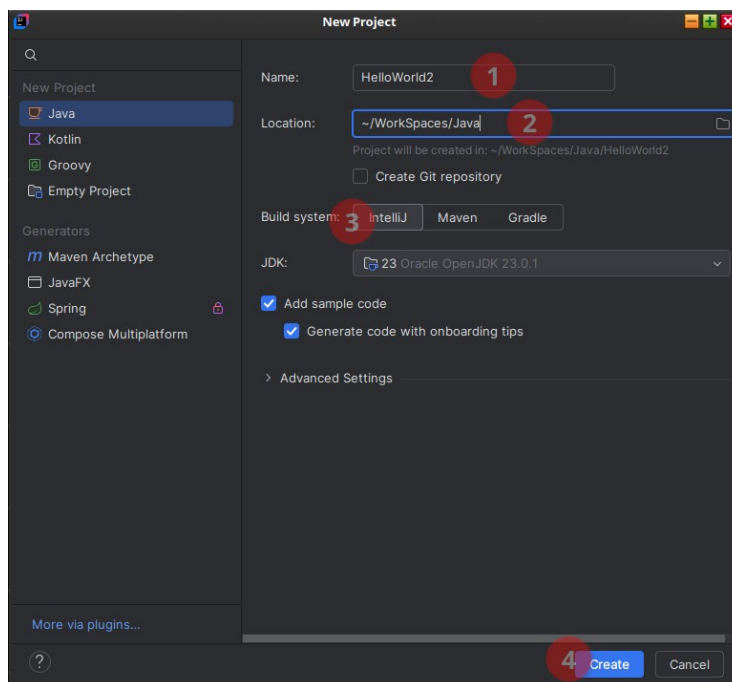 New Project
New Project
Java
Kotlin
Groovy
Empty Project
Generators
Maven Archetype
JavaFX
Spring
Compose Multiplatform
More via plugins...
Name: HelloWorld2 1
Location: ~/WorkSpaces/Java 2
Project will be created in: ~/WorkSpaces/Java/HelloWorld2
Create Git repository
Build system: 3 IntelliJ Maven Gradle
JDK: 23 Oracle OpenJDK 23.0.1
Add sample code
Generate code with onboarding tips
> Advanced Settings
? 4 Create Cancel